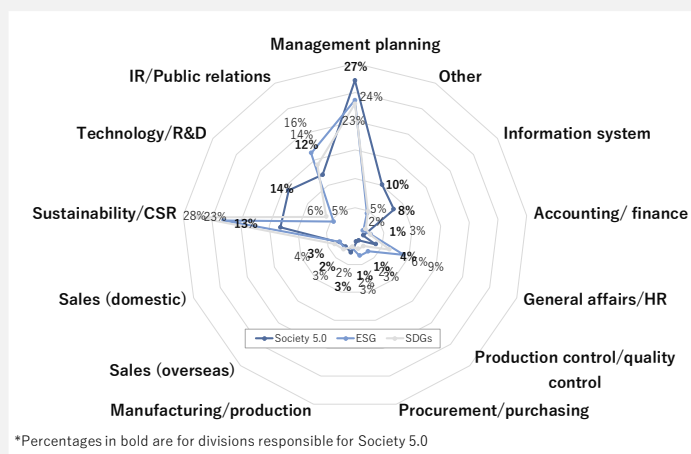 Management planning
27%
IR/Public relations
Other
24%
16%
23%
14%
12%
Technology/R&D
Information system
14%
10%
Sustainability/CSR
28%
23%
13%
6%
5%
5%
8%
2%
1%
3%
Accounting/ finance
4%
3%
2%
3%
2%
3%
1%
2%
3%
1%
2%
3%
4%
6%
9%
Sales (domestic)
General affairs/HR
Society 5.0 ESG SDGs
Sales (overseas)
Production control/quality
control
Manufacturing/production
Procurement/purchasing
*Percentages in bold are for divisions responsible for Society 5.0